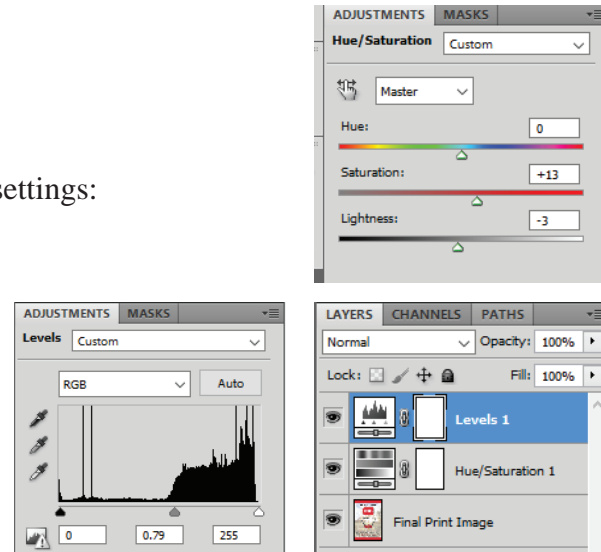 ADJUSTMENTS MASKS
Hue/Saturation Custom
Master
Hue: 0
Saturation: +13
settings:
Lightness: -3
ADJUSTMENTS MASKS
Levels Custom
RGB Auto
0 0.79 255
LAYERS CHANNELS PATHS
Normal Opacity: 100%
Lock: Fill: 100%
Levels 1
Hue/Saturation 1
Final Print Image